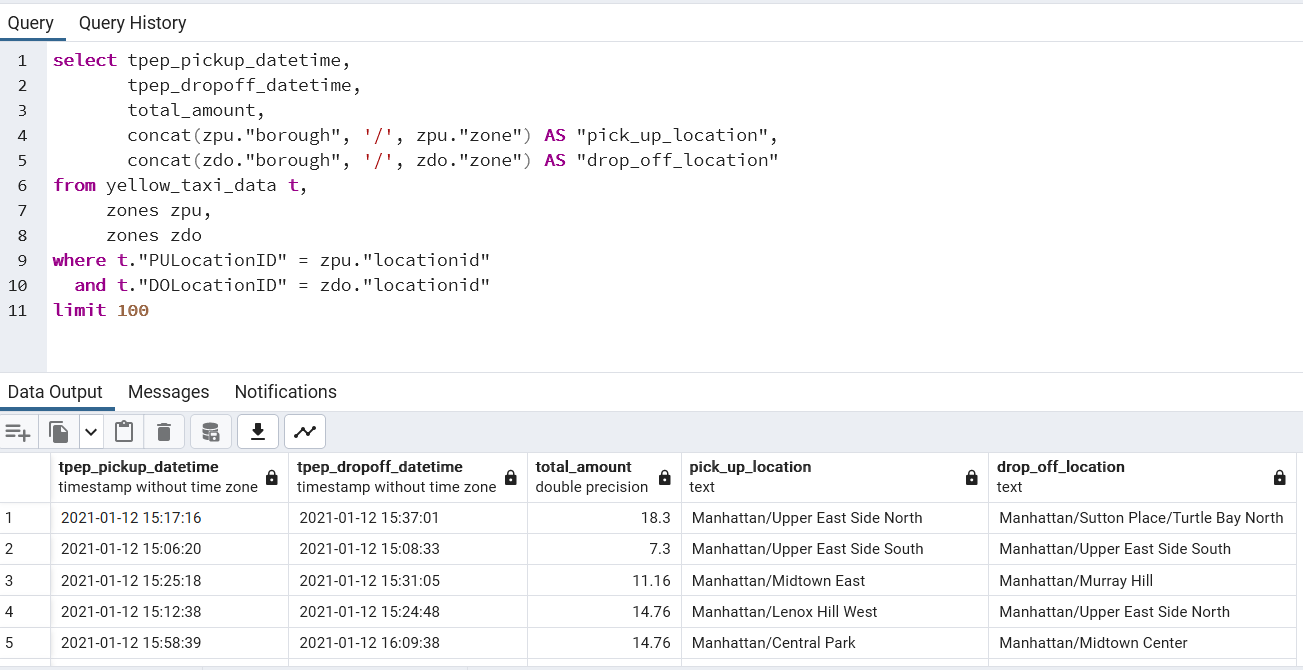 Query Query History
1 select tpep_pickup_datetime,
2 tpep_dropoff_datetime,
3 total_amount,
4 concat(zpu."borough", '/', zpu."zone") AS "pick_up_location",
5 concat(zdo."borough", '/', zdo."zone") AS "drop_off_location"
6 from yellow_taxi_data t,
7 zones zpu,
8 zones zdo
9 where t."PULocationID" = zpu."locationid"
10 and t."DOLocationID" = zdo."locationid"
11 limit 100
Data Output Messages Notifications
tpep_pickup_datetime tpep_dropoff_datetime total_amount pick_up_location drop_off_location
timestamp without time zone timestamp without time zone double precision text text
1 2021-01-12 15:17:16 2021-01-12 15:37:01 18.3 Manhattan/Upper East Side North Manhattan/Sutton Place/Turtle Bay North
2 2021-01-12 15:06:20 2021-01-12 15:08:33 7.3 Manhattan/Upper East Side South Manhattan/Upper East Side South
3 2021-01-12 15:25:18 2021-01-12 15:31:05 11.16 Manhattan/Midtown East Manhattan/Murray Hill
4 2021-01-12 15:12:38 2021-01-12 15:24:48 14.76 Manhattan/Lenox Hill West Manhattan/Upper East Side North
5 2021-01-12 15:58:39 2021-01-12 16:09:38 14.76 Manhattan/Central Park Manhattan/Midtown Center